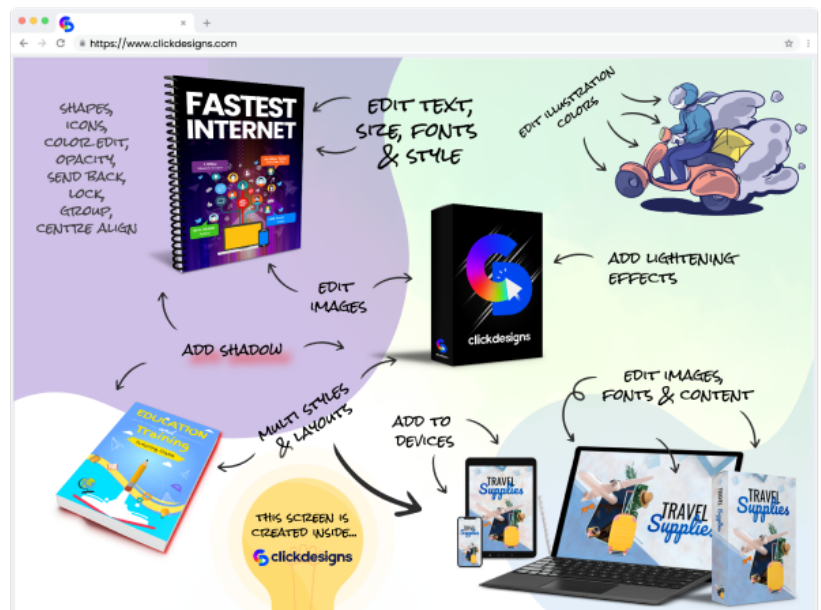 https://www.clickdesigns.com
SHAPES,
ICONS,
COLOR-EDIT,
OPACITY,
SEND BACK,
LOCK,
GROUP,
CENTRE ALIGN
FASTEST
INTERNET
EDIT TEXT,
SIZE, FONTS
& STYLE
EDIT ILLUSTRATION
COLORS
EDIT
IMAGES
clickdesigns
ADD LIGHTENING
EFFECTS
ADD SHADOW
EDUCATION
and
Training
MULTI STYLES
& LAYOUTS
ADD TO
DEVICES
EDIT IMAGES,
FONTS & CONTENT
THIS SCREEN IS
CREATED INSIDE...
clickdesigns
TRAVEL
Supplies
TRAVEL
Supplies
TRAVEL
Supplies
TRAVEL
Supplies